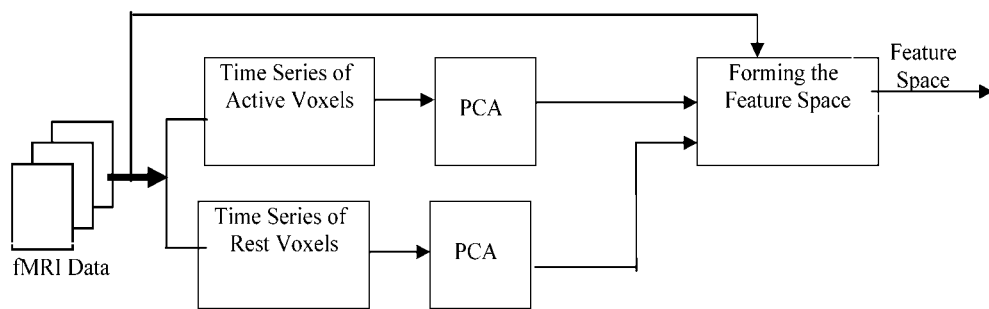 Time Series of
Active Voxels
PCA
Forming the
Feature Space
Feature
Space
Time Series of
Rest Voxels
PCA
fMRI Data